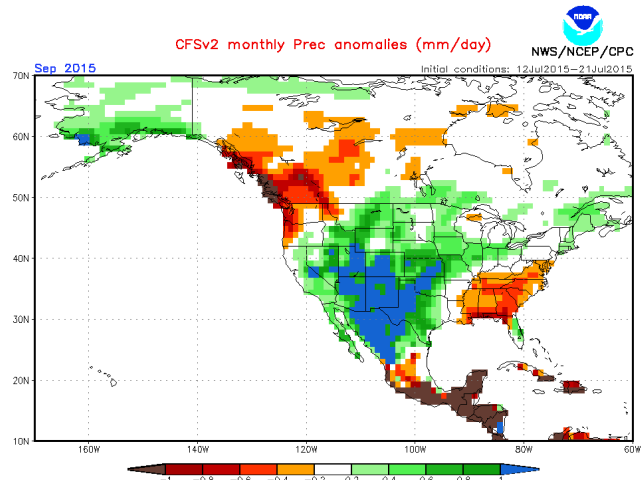 NOAA
CFSv2 monthly Prec anomalies (mm/day)
NWS/NCEP/CPC
Sep 2015
Initial conditions: 12Jul2015-21Jul2015
70N
60N
50N
40N
30N
20N
10N
160W
140W
120W
100W
80W
60W
-1
-0.8
-0.6
-0.4
-0.2
0.2
0.4
0.6
0.8
1